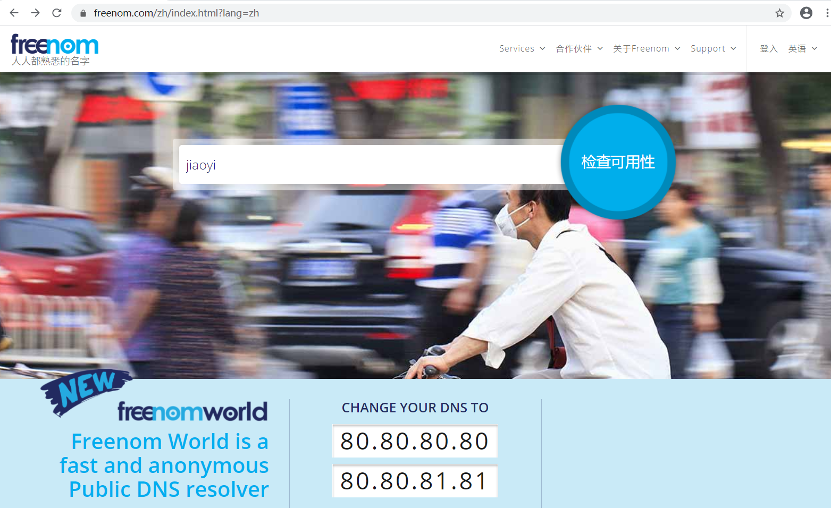 freenom.com/zh/index.html?lang=zh
freenom
人人都熟悉的名字
Services
合作伙伴
关于Freenom
Support
登入
英语
jiaoyi
检查可用性
NEW
freenomworld
Freenom World is a
fast and anonymous
Public DNS resolver
CHANGE YOUR DNS TO
80.80.80.80
80.80.81.81